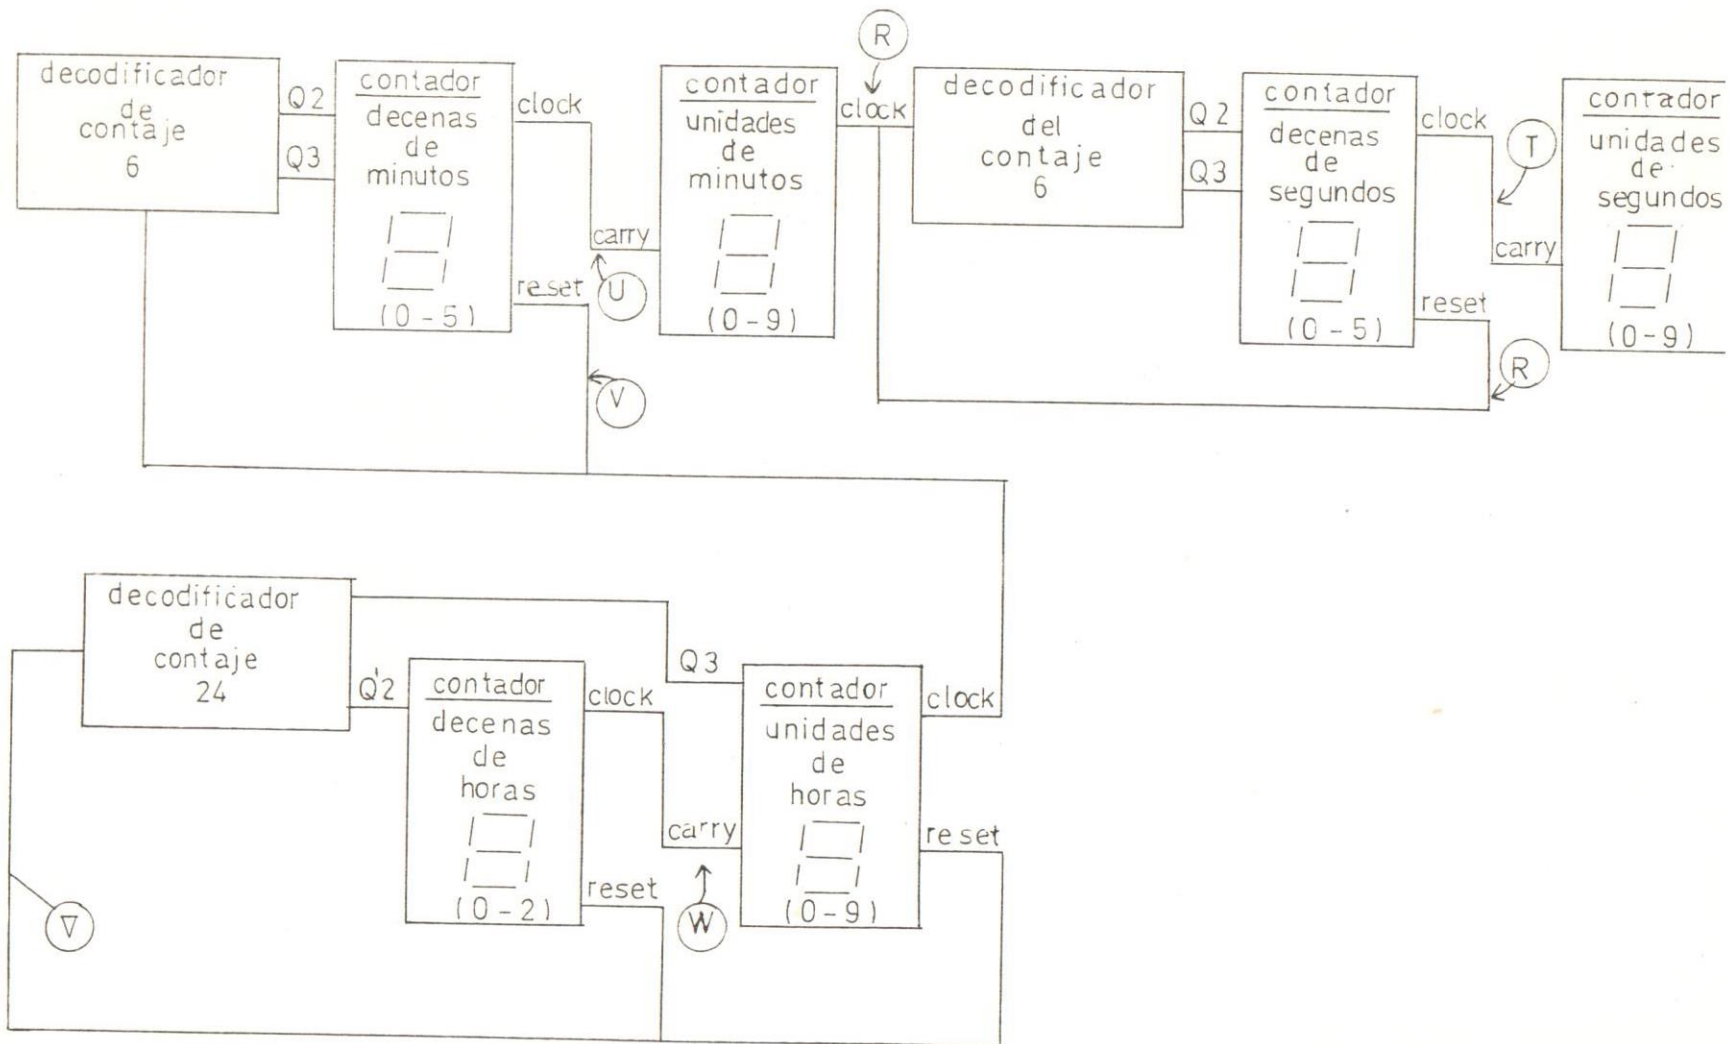 R
decodificador
de
contaje
6
Q2
Q3
contador
decenas
de
minutos
(0-5)
clock
carry
reset
U
V
contador
unidades
de
minutos
(0-9)
clock
decodificador
del
contaje
6
Q2
Q3
contador
decenas
de
segundos
(0-5)
clock
T
carry
reset
R
contador
unidades
de
segundos
(0-9)
decodificador
de
contaje
24
Q'2
Q3
contador
decenas
de
horas
(0-2)
clock
carry
reset
W
contador
unidades
de
horas
(0-9)
clock
reset